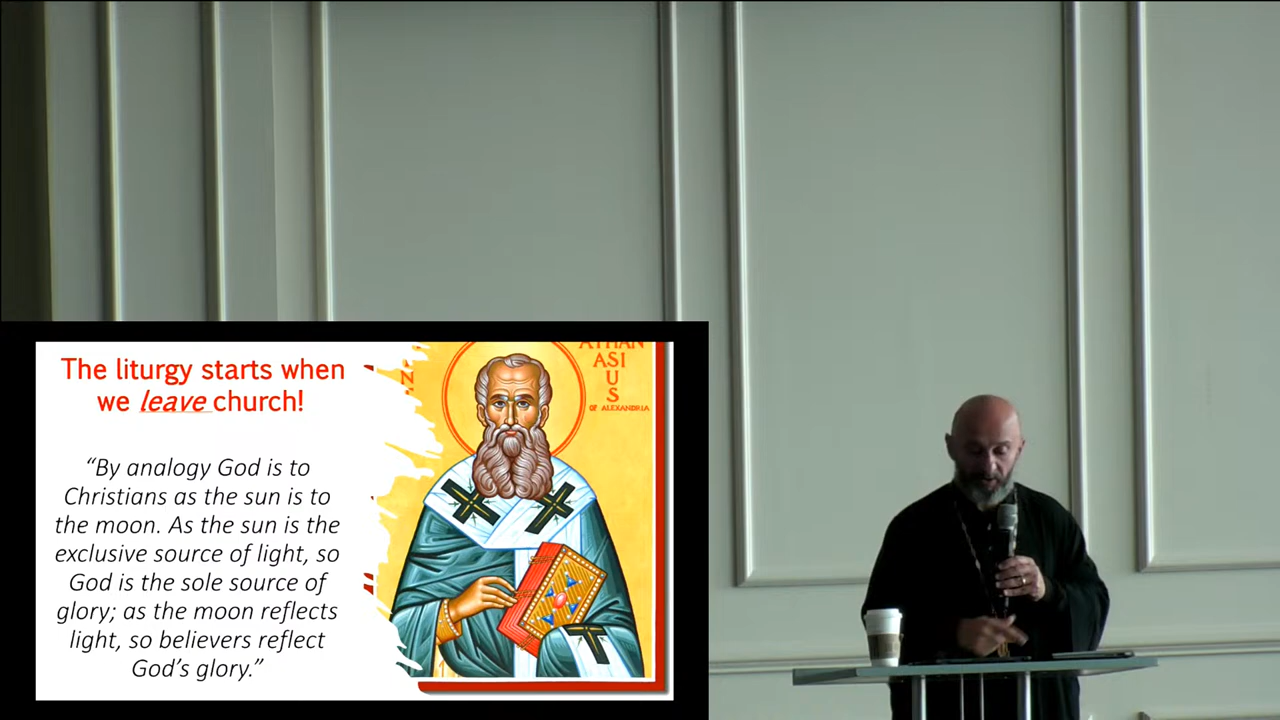 The liturgy starts when
we leave church!
“By analogy God is to
Christians as the sun is to
the moon. As the sun is the
exclusive source of light, so
God is the sole source of
glory; as the moon reflects
light, so believers reflect
God’s glory.”
N
ATHAN
ASI
U
S
OF ALEXANDRIA